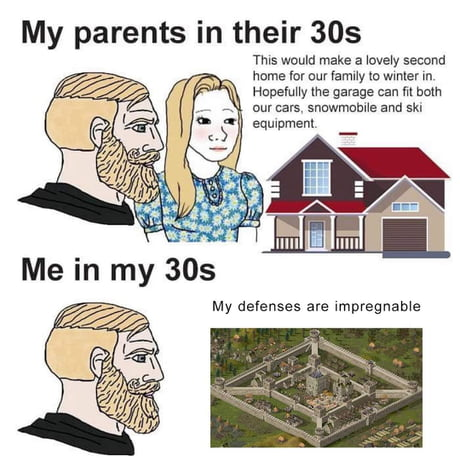 My parents in their 30s
This would make a lovely second
home for our family to winter in.
Hopefully the garage can fit both
our cars, snowmobile and ski
equipment.
Me in my 30s
My defenses are impregnable